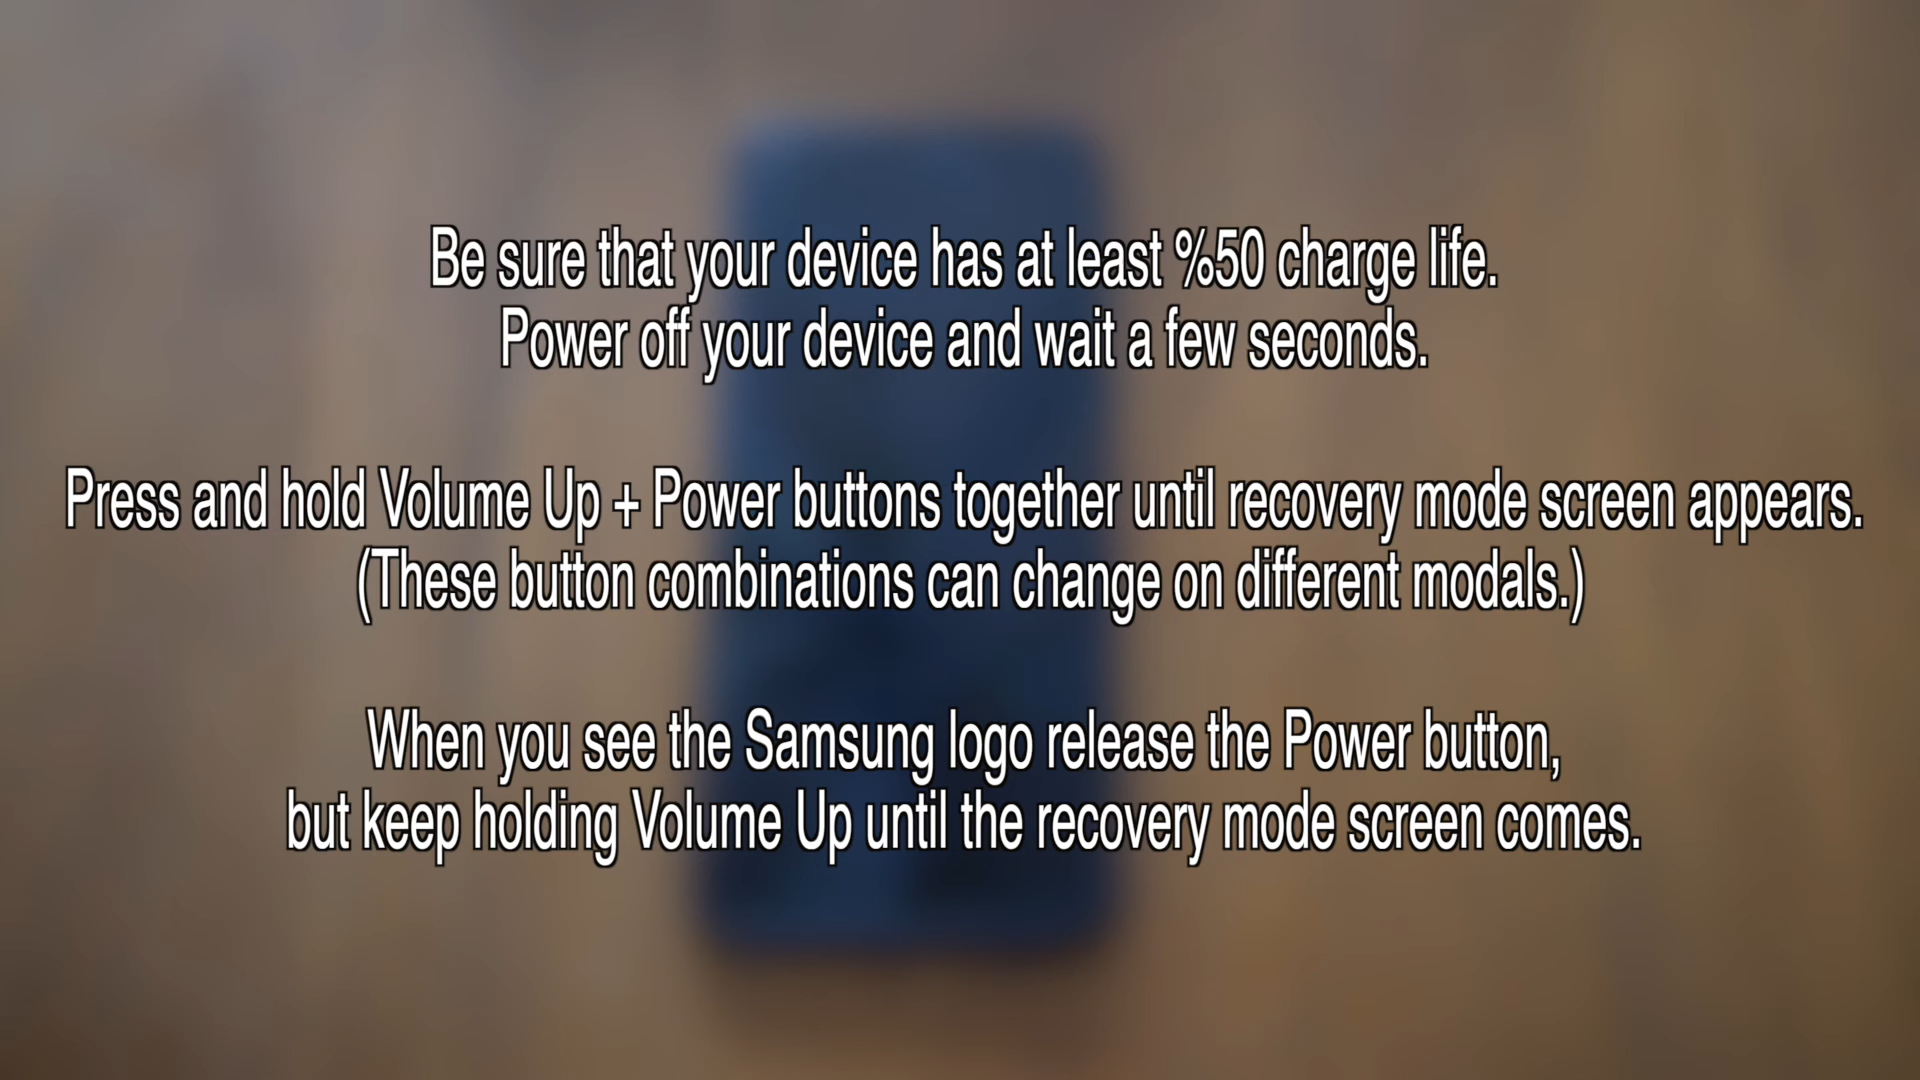 Be sure that your device has at least %50 charge life.
Power off your device and wait a few seconds.
Press and hold Volume Up + Power buttons together until recovery mode screen appears.
(These button combinations can change on different modals.)
When you see the Samsung logo release the Power button,
but keep holding Volume Up until the recovery mode screen comes.